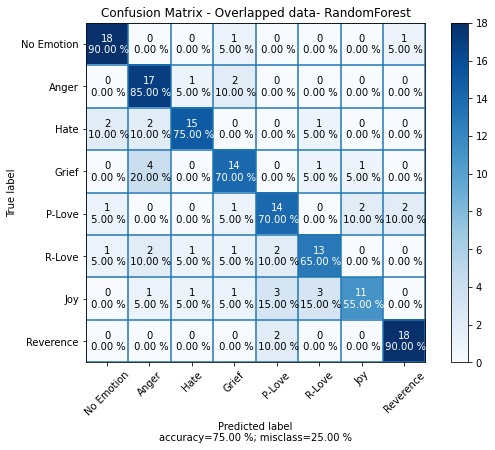 Confusion Matrix - Overlapped data- RandomForest
No Emotion 18 0 0 1 0 0 0 1
90.00 % 0.00 % 0.00 % 5.00 % 0.00 % 0.00 % 0.00 % 5.00 %
Anger 0 17 1 2 0 0 0 0
0.00 % 85.00 % 5.00 % 10.00 % 0.00 % 0.00 % 0.00 % 0.00 %
Hate 2 2 15 0 0 1 0 0
10.00 % 10.00 % 75.00 % 0.00 % 0.00 % 5.00 % 0.00 % 0.00 %
Grief 0 4 0 14 0 1 1 0
0.00 % 20.00 % 0.00 % 70.00 % 0.00 % 5.00 % 5.00 % 0.00 %
P-Love 1 0 0 1 14 0 2 2
5.00 % 0.00 % 0.00 % 5.00 % 70.00 % 0.00 % 10.00 % 10.00 %
R-Love 1 2 1 1 2 13 0 0
5.00 % 10.00 % 5.00 % 5.00 % 10.00 % 65.00 % 0.00 % 0.00 %
Joy 0 1 1 1 3 3 11 0
0.00 % 5.00 % 5.00 % 5.00 % 15.00 % 15.00 % 55.00 % 0.00 %
Reverence 0 0 0 0 2 0 0 18
0.00 % 0.00 % 0.00 % 0.00 % 10.00 % 0.00 % 0.00 % 90.00 %
True label
No Emotion Anger Hate Grief P-Love R-Love Joy Reverence
Predicted label
accuracy=75.00 %; misclass=25.00 %
18
16
14
12
10
8
6
4
2
0